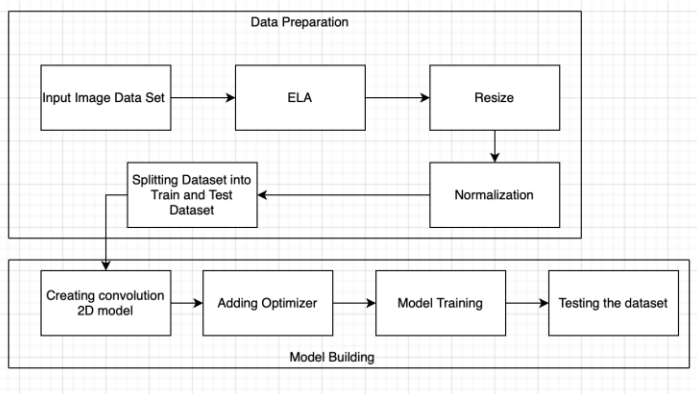 Data Preparation
Input Image Data Set
ELA
Resize
Normalization
Splitting Dataset into
Train and Test
Dataset
Creating convolution
2D model
Adding Optimizer
Model Training
Testing the dataset
Model Building